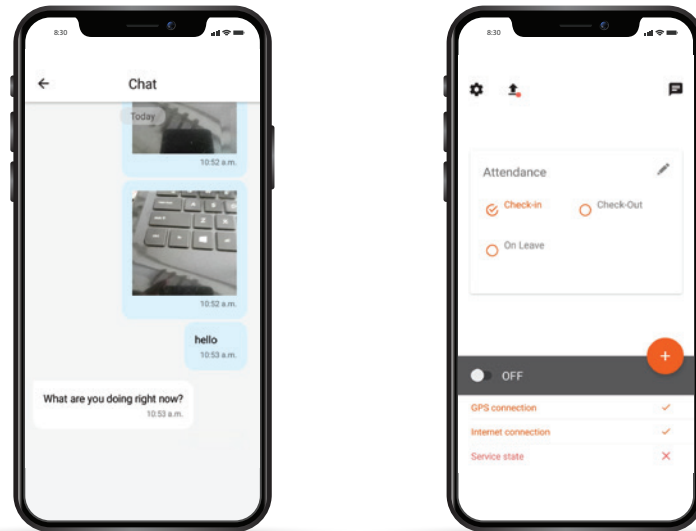 8:30
Chat
Today
10:52 a.m.
10:52 a.m.
hello
10:53 a.m.
What are you doing right now?
10:53 a.m.
8:30
Attendance
Check-in
Check-Out
On Leave
+
OFF
GPS connection
Internet connection
Service state